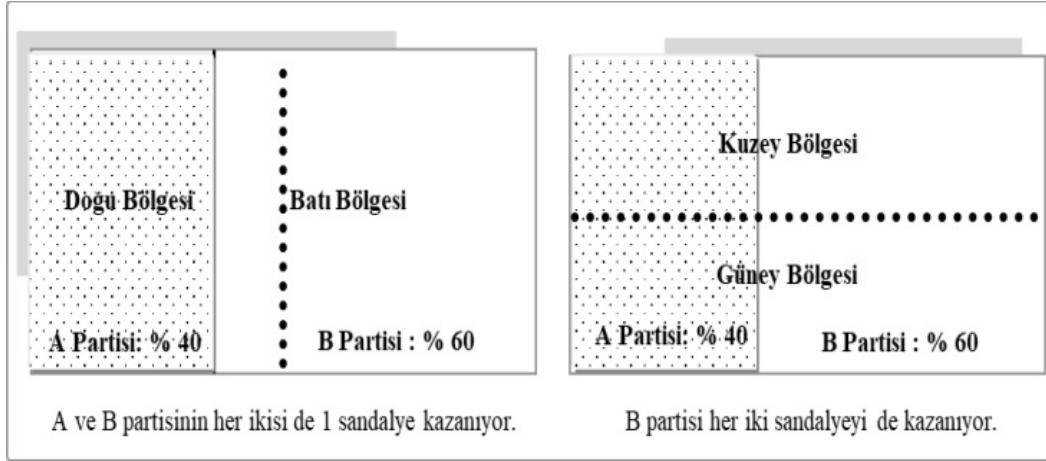 Doğu Bölgesi
Batı Bölgesi
A Partisi: % 40
B Partisi : % 60
A ve B partisinin her ikisi de 1 sandalye kazanıyor.
Kuzey Bölgesi
Güney Bölgesi
A Partisi: % 40
B Partisi : % 60
B partisi her iki sandalyeyi de kazanıyor.